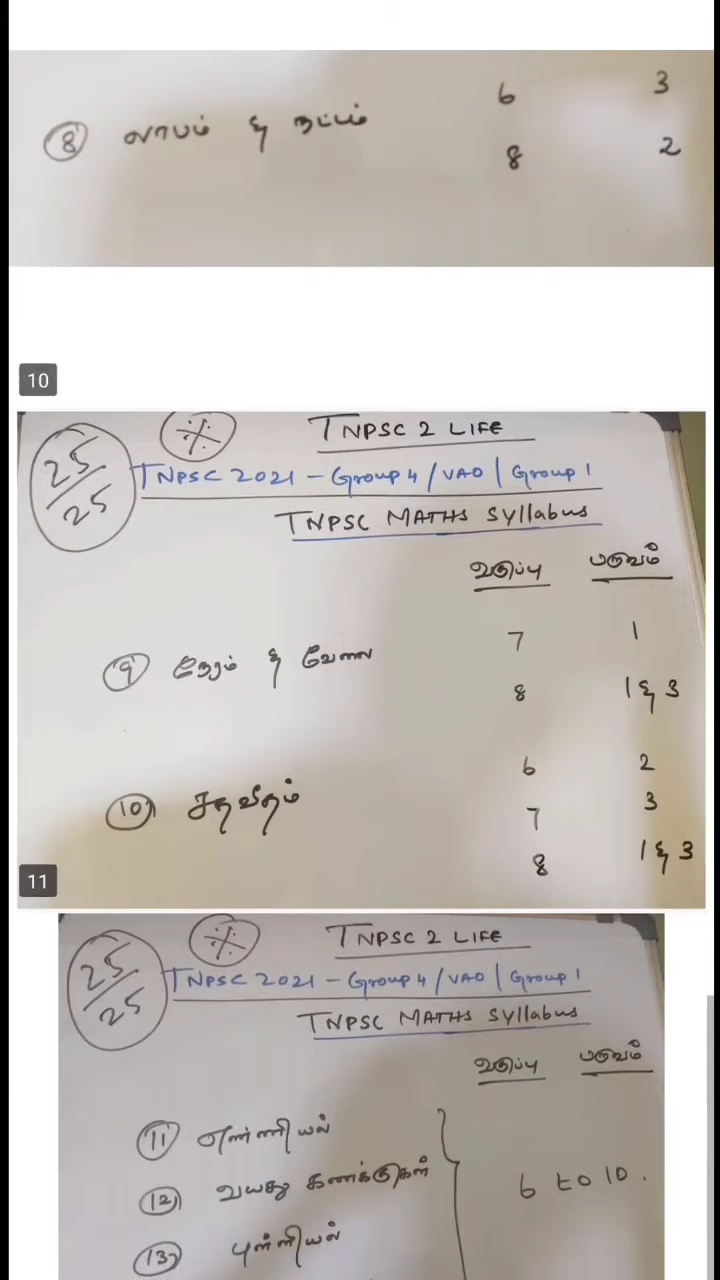 8 லாபம் & நட்டம் 6 3
8 2
10
25/25 TNPSC 2 LIFE
TNPSC 2021 - Group 4 / VAO / Group 1
TNPSC MATHS Syllabus
வகுப்பு பருவம்
9 நேரம் & வேலை 7 1
8 1 & 3
10 சதவீதம் 6 2
7 3
8 1 & 3
11
25/25 TNPSC 2 LIFE
TNPSC 2021 - Group 4 / VAO / Group 1
TNPSC MATHS Syllabus
வகுப்பு பருவம்
11 எண்ணியல்
12 வயது கணக்குகள் 6 to 10.
13 புள்ளியல்